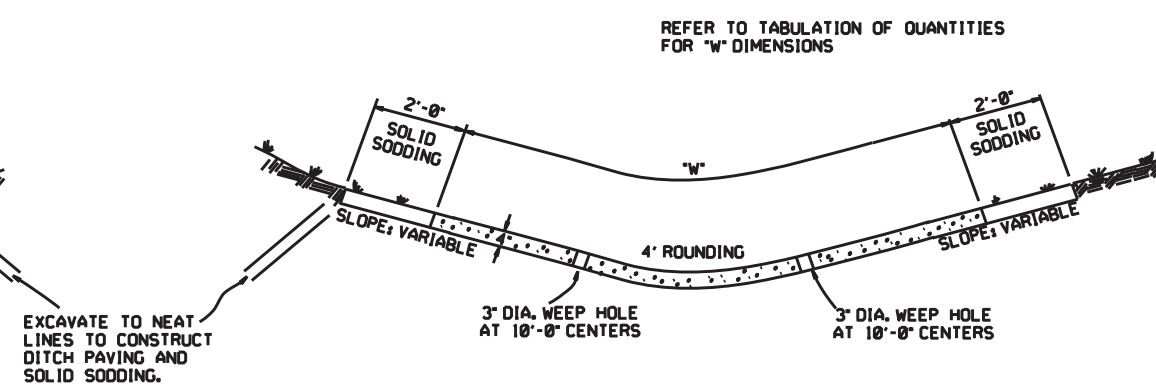 REFER TO TABULATION OF QUANTITIES
FOR "W" DIMENSIONS
2'-0"
SOLID
SODDING
"W"
2'-0"
SOLID
SODDING
SLOPE: VARIABLE
4"
4' ROUNDING
SLOPE: VARIABLE
3" DIA. WEEP HOLE
AT 10'-0" CENTERS
3" DIA. WEEP HOLE
AT 10'-0" CENTERS
EXCAVATE TO NEAT
LINES TO CONSTRUCT
DITCH PAVING AND
SOLID SODDING.